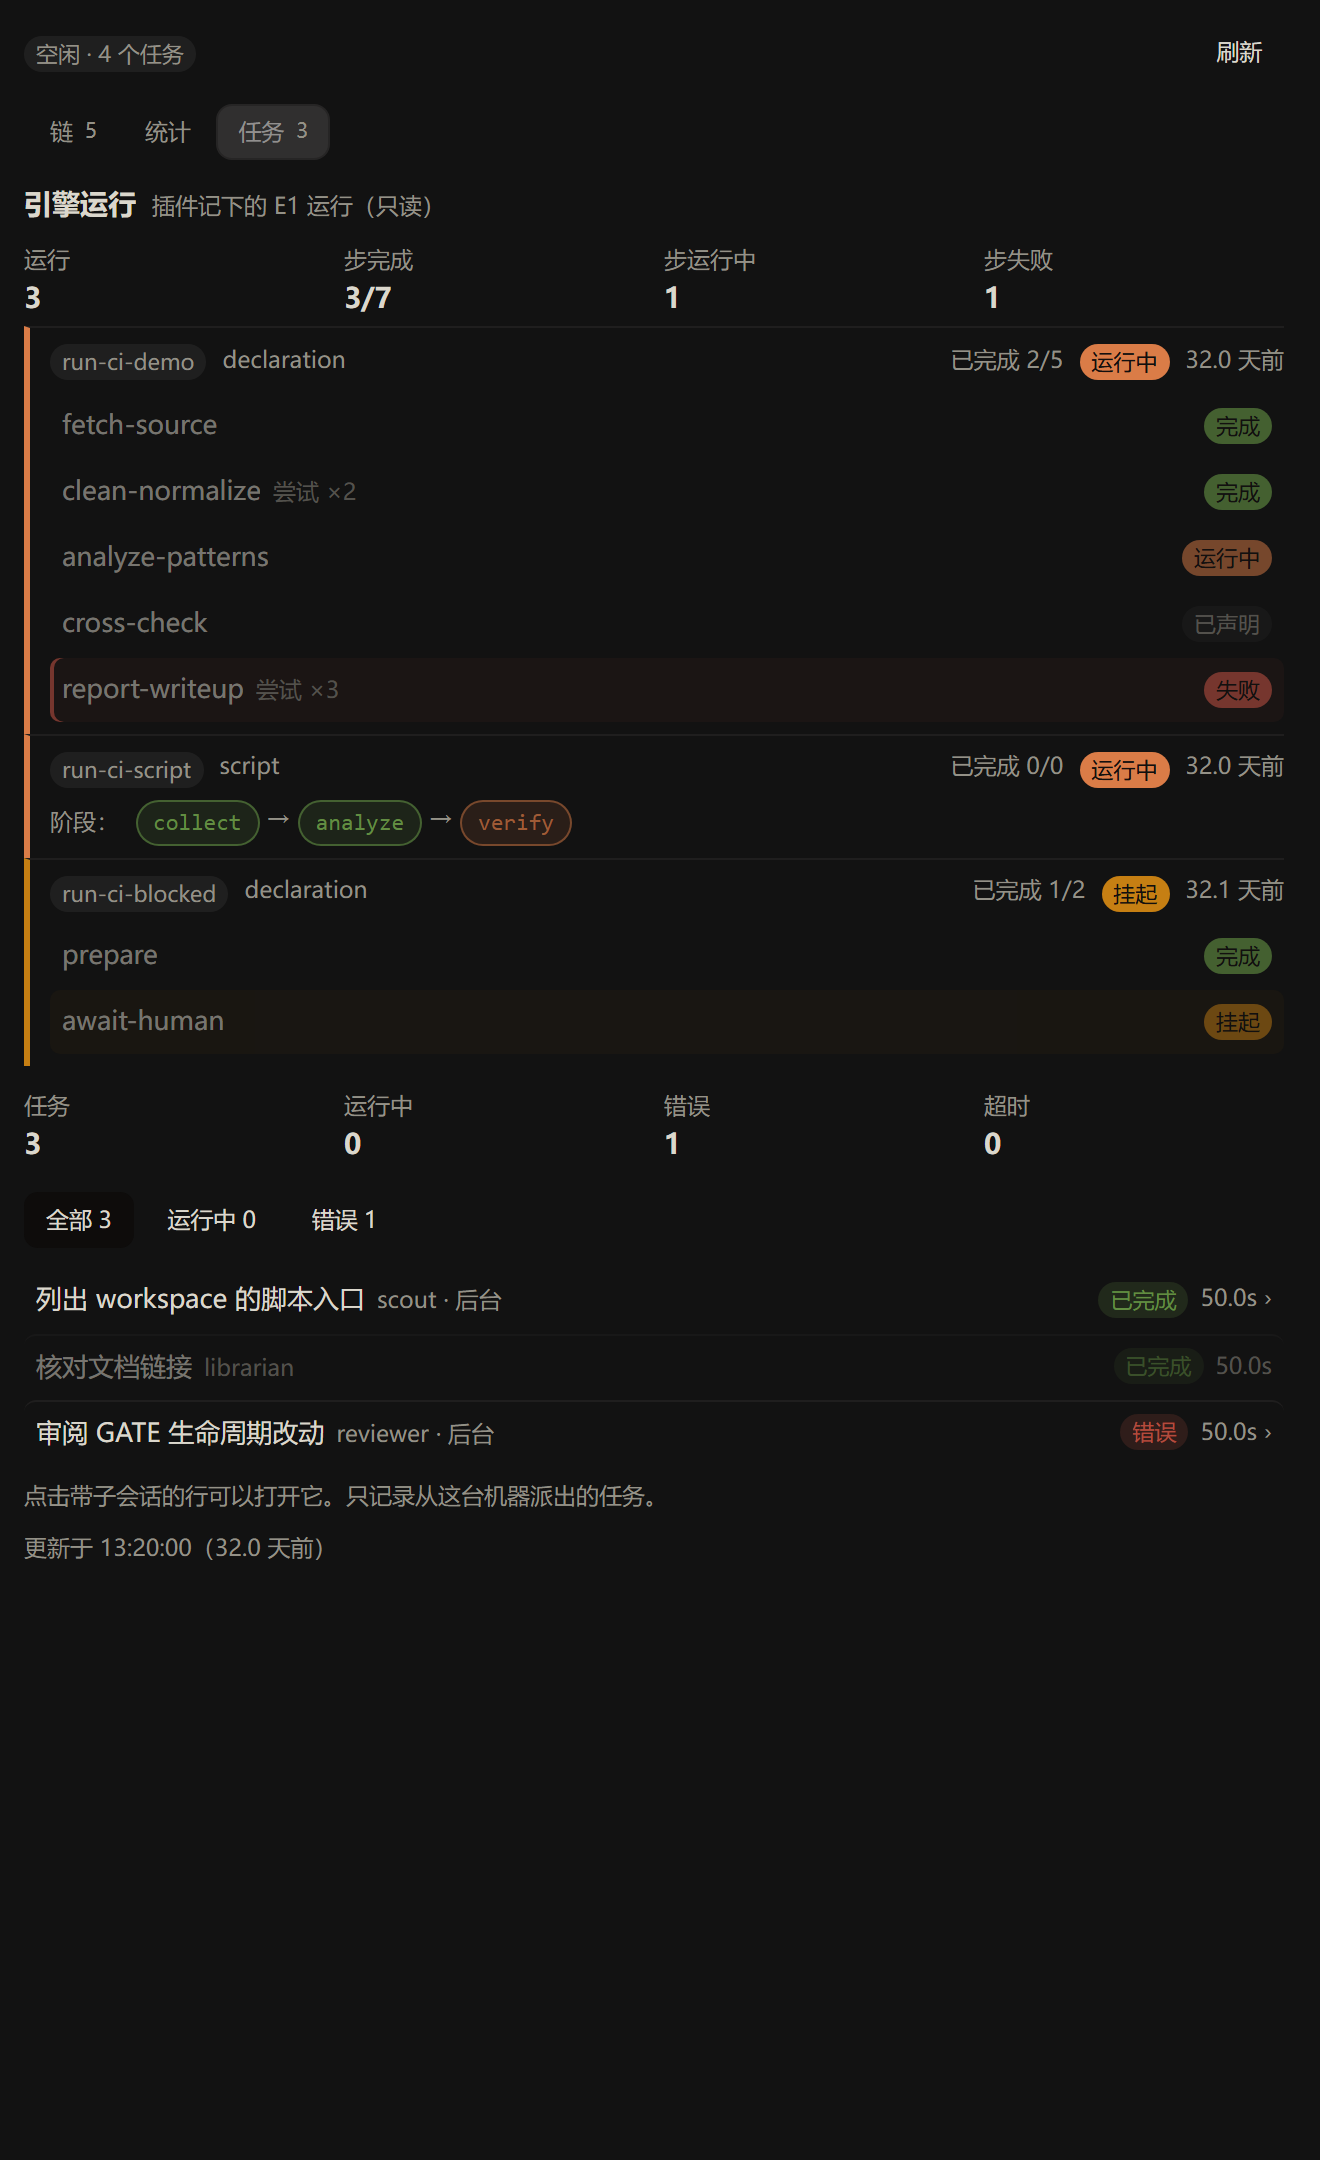 空闲 · 4 个任务 刷新
链 5 统计 任务 3
引擎运行 插件记下的 E1 运行（只读）
运行 步完成 步运行中 步失败
3 3/7 1 1
run-ci-demo declaration 已完成 2/5 运行中 32.0 天前
fetch-source 完成
clean-normalize 尝试 ×2 完成
analyze-patterns 运行中
cross-check 已声明
report-writeup 尝试 ×3 失败
run-ci-script script 已完成 0/0 运行中 32.0 天前
阶段： collect → analyze → verify
run-ci-blocked declaration 已完成 1/2 挂起 32.1 天前
prepare 完成
await-human 挂起
任务 运行中 错误 超时
3 0 1 0
全部 3 运行中 0 错误 1
列出 workspace 的脚本入口 scout · 后台 已完成 50.0s ›
核对文档链接 librarian 已完成 50.0s
审阅 GATE 生命周期改动 reviewer · 后台 错误 50.0s ›
点击带子会话的行可以打开它。只记录从这台机器派出的任务。
更新于 13:20:00（32.0 天前）